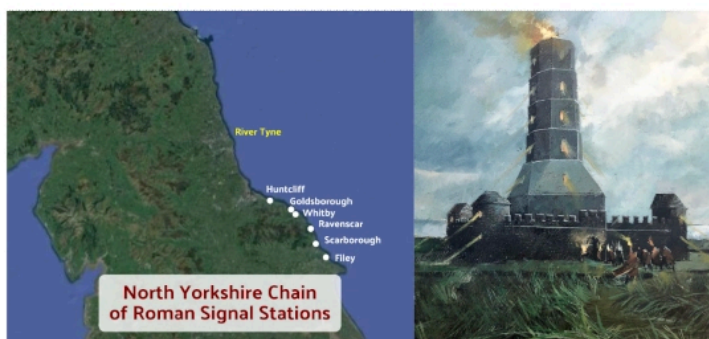 River Tyne
Huntcliff
Goldsborough
Whitby
Ravenscar
Scarborough
Filey
North Yorkshire Chain
of Roman Signal Stations